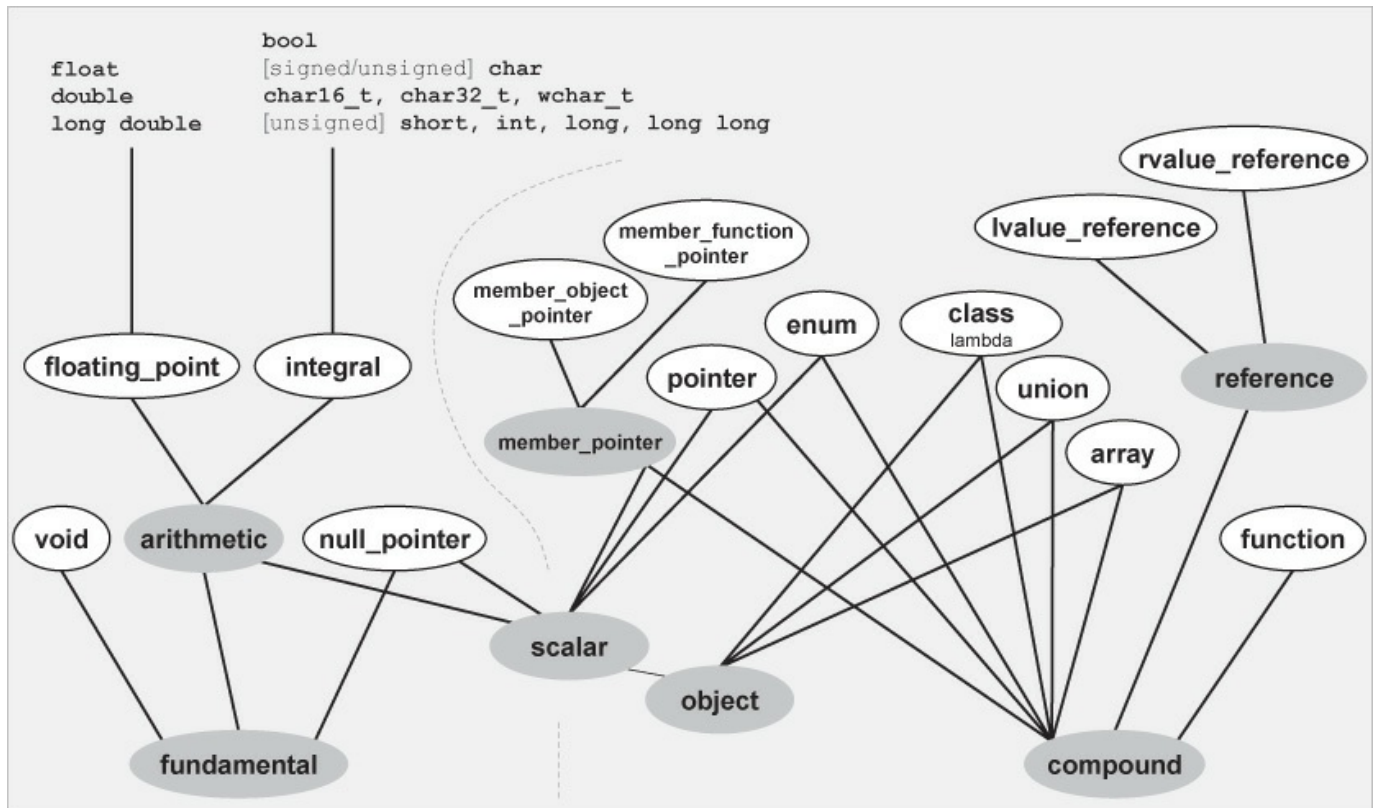 bool
float [signed/unsigned] char
double char16_t, char32_t, wchar_t
long double [unsigned] short, int, long, long long
rvalue_reference
lvalue_reference
member_function
_pointer
member_object
_pointer
enum
class
lambda
floating_point
integral
pointer
union
reference
member_pointer
array
void
arithmetic
null_pointer
function
scalar
object
fundamental
compound